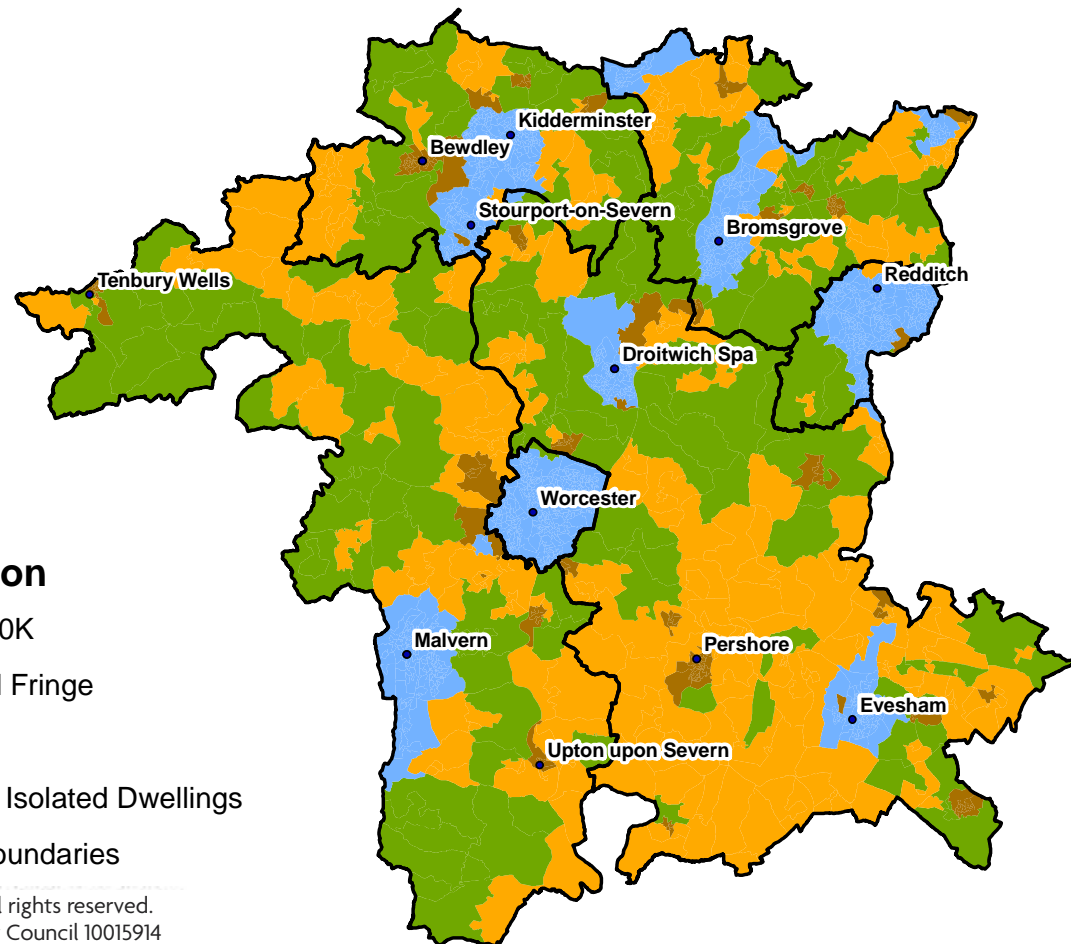 Kidderminster
Bewdley
Stourport-on-Severn
Bromsgrove
Tenbury Wells
Redditch
Droitwich Spa
Worcester
Malvern
Pershore
Evesham
Upton upon Severn
on
0K
Fringe
Isolated Dwellings
oundaries
rights reserved.
Council 10015914